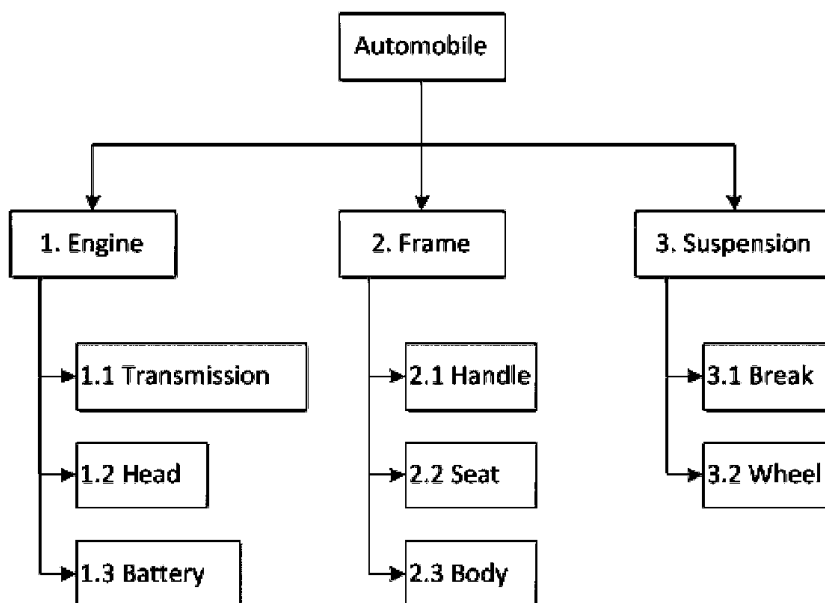 Automobile
1. Engine
2. Frame
3. Suspension
1.1 Transmission
2.1 Handle
3.1 Break
1.2 Head
2.2 Seat
3.2 Wheel
1.3 Battery
2.3 Body